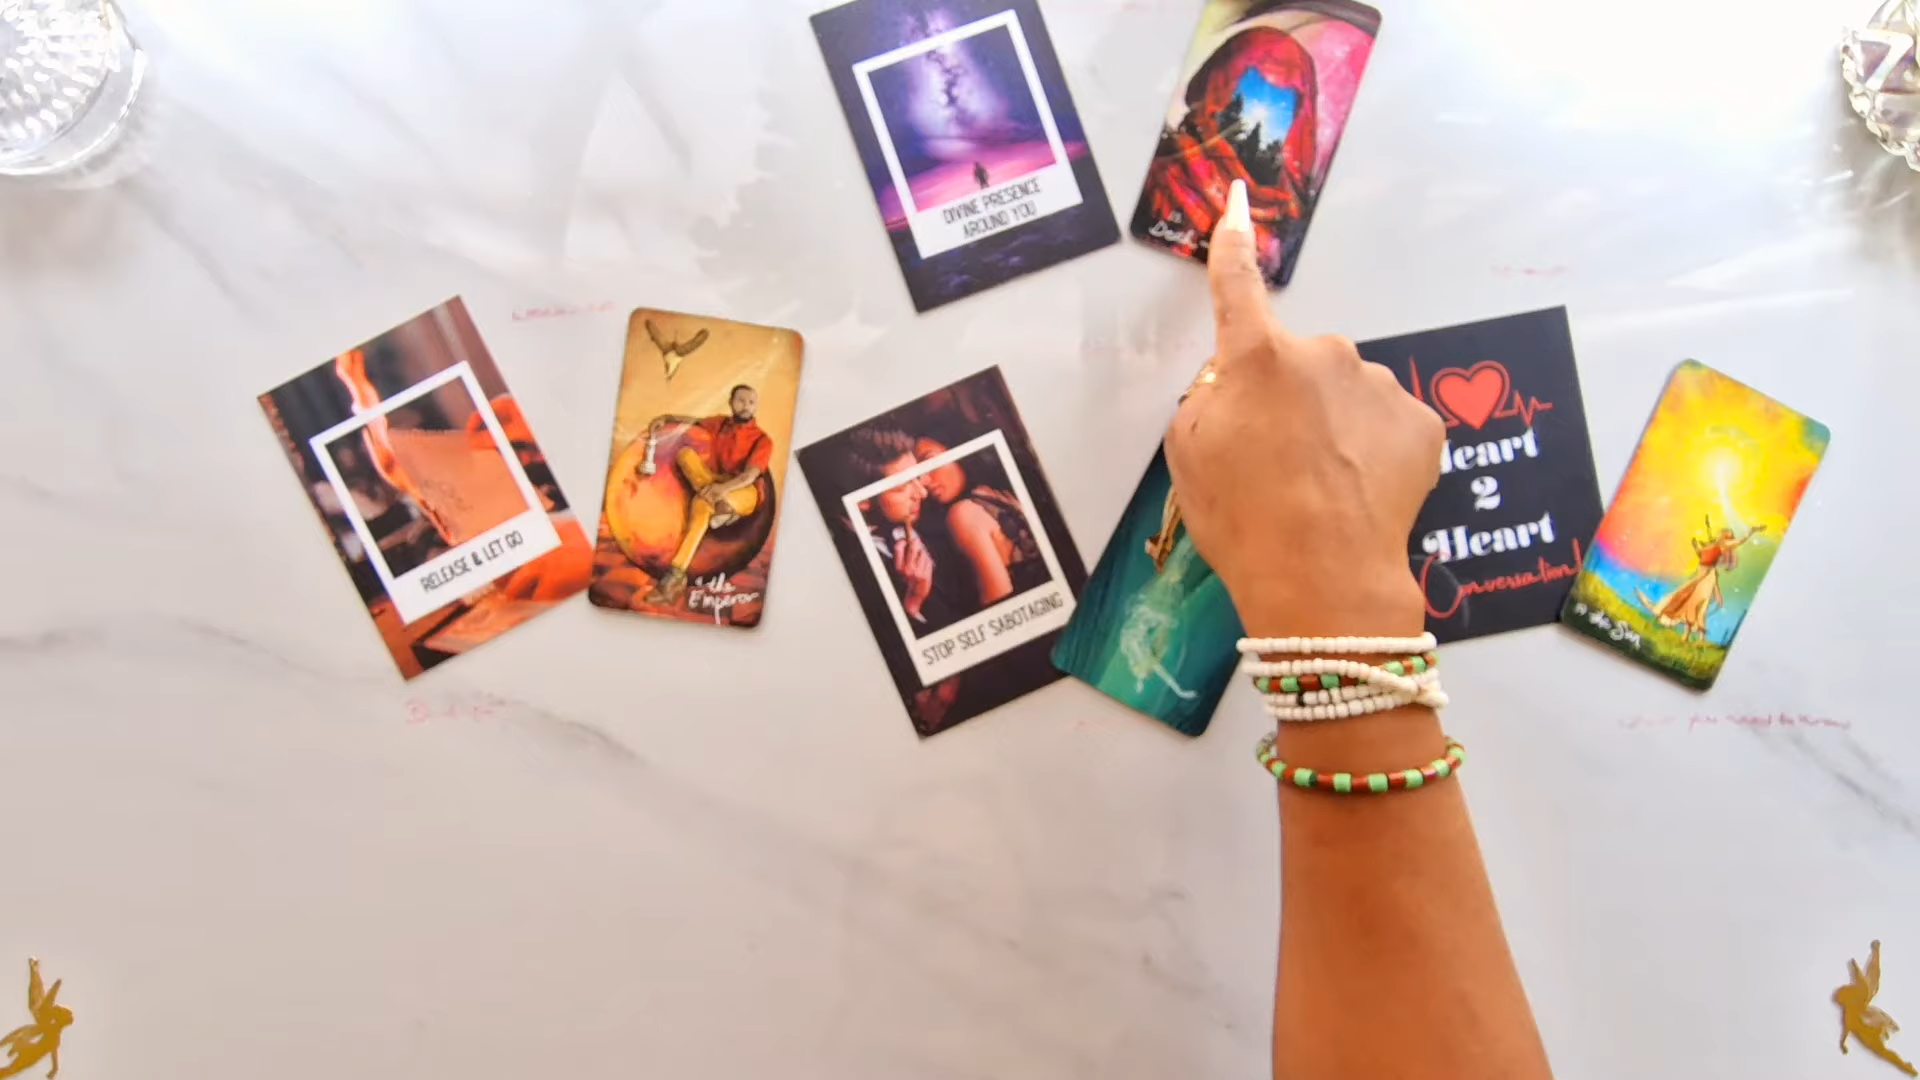 DIVINE PRESENCE
AROUND YOU
Death
RELEASE & LET GO
the
Emperor
STOP SELF SABOTAGING
Heart
2
Heart
Conversation!
19 the Sun